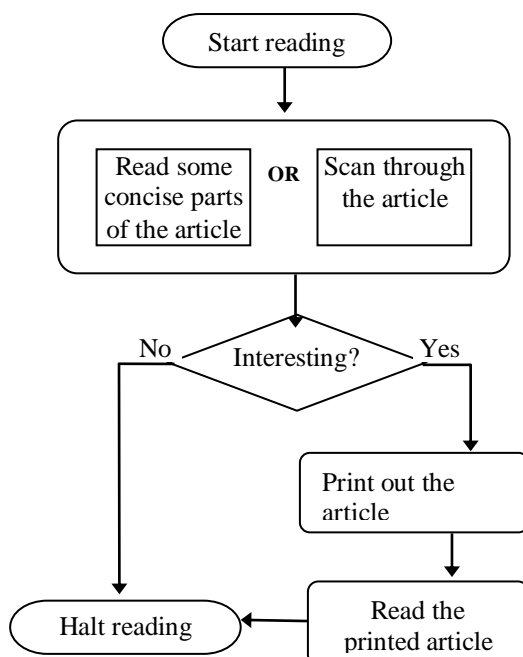 Start reading
Read some
concise parts
of the article
OR
Scan through
the article
Interesting?
No
Yes
Print out the
article
Read the
printed article
Halt reading